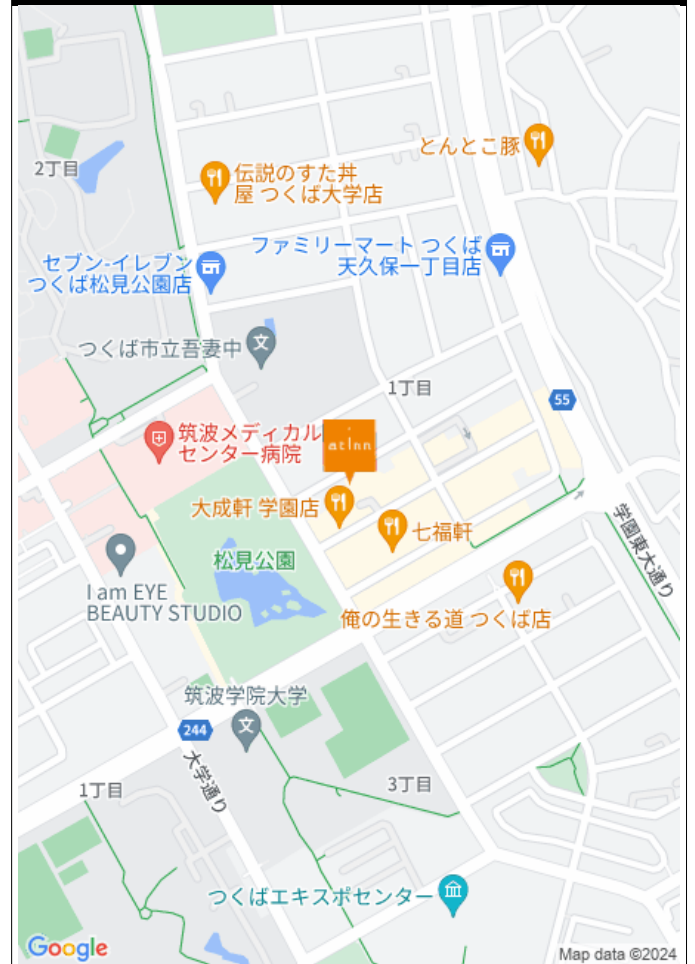 とんとこ豚
2丁目
伝説のすた丼
屋 つくば大学店
ファミリーマート つくば
天久保一丁目店
セブン-イレブン
つくば松見公園店
つくば市立吾妻中
文
1丁目
55
筑波メディカル
センター病院
at Inn
大成軒 学園店
七福軒
学園東大通り
松見公園
I am EYE
BEAUTY STUDIO
俺の生きる道 つくば店
筑波学院大学
文
244
大学通り
1丁目
3丁目
つくばエキスポセンター
Google
Map data ©2024